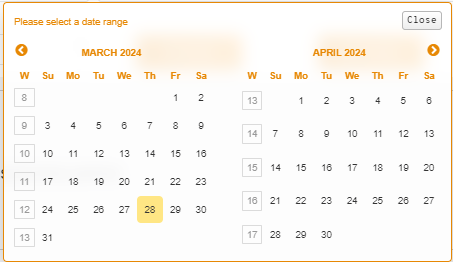 Please select a date range
Close
MARCH 2024
W Su Mo Tu We Th Fr Sa
8 1 2
9 3 4 5 6 7 8 9
10 10 11 12 13 14 15 16
11 17 18 19 20 21 22 23
12 24 25 26 27 28 29 30
13 31
APRIL 2024
W Su Mo Tu We Th Fr Sa
13 1 2 3 4 5 6
14 7 8 9 10 11 12 13
15 14 15 16 17 18 19 20
16 21 22 23 24 25 26 27
17 28 29 30